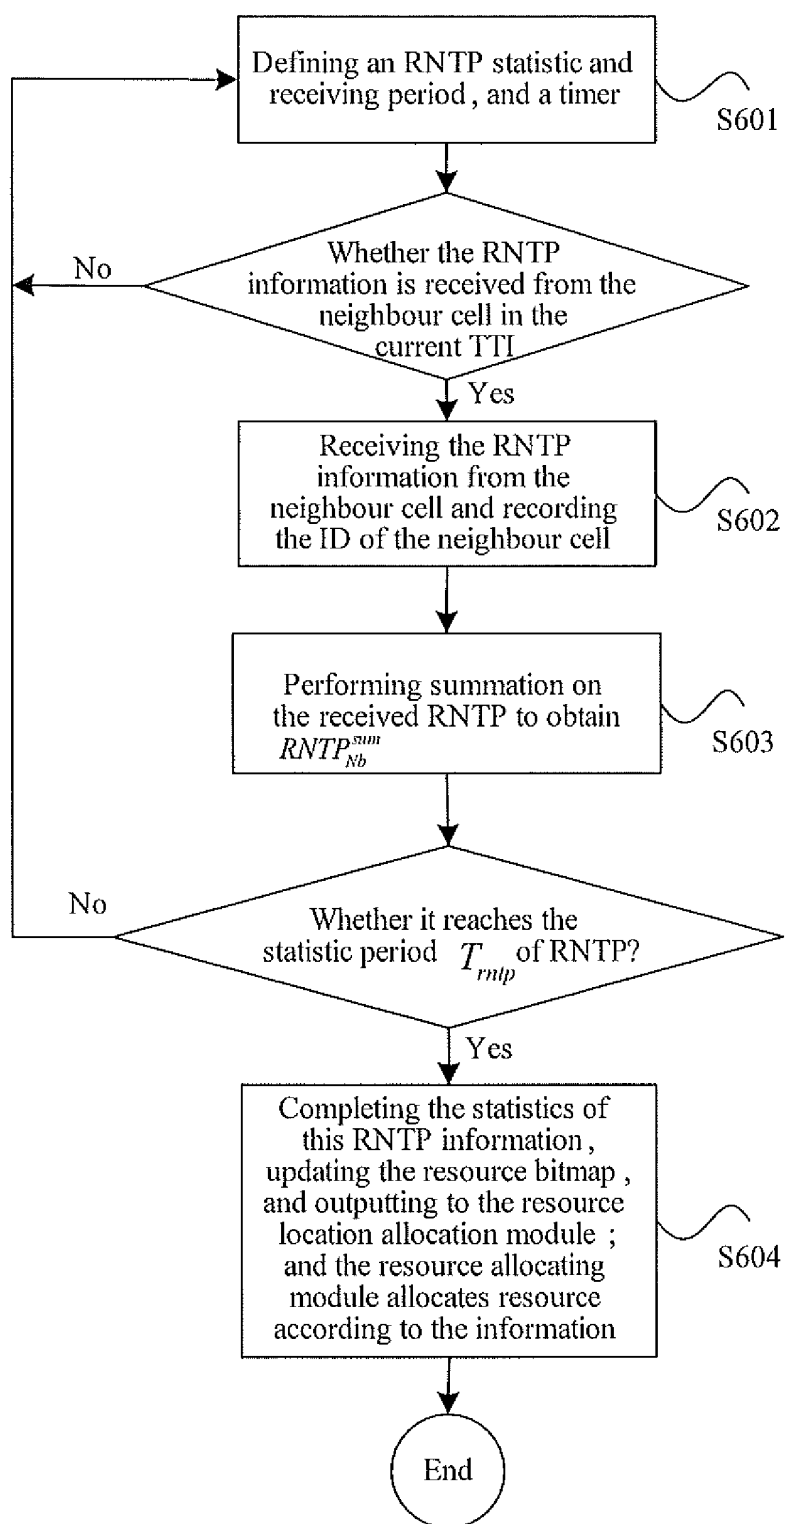 Defining an RNTP statistic and
receiving period, and a timer
S601
Whether the RNTP
information is received from the
neighbour cell in the
current TTI
No
Yes
Receiving the RNTP
information from the
neighbour cell and recording
the ID of the neighbour cell
S602
Performing summation on
the received RNTP to obtain
RNTP_{Nb}^{sum}
S603
Whether it reaches the
statistic period T_{rntp} of RNTP?
No
Yes
Completing the statistics of
this RNTP information,
updating the resource bitmap,
and outputting to the resource
location allocation module;
and the resource allocating
module allocates resource
according to the information
S604
End